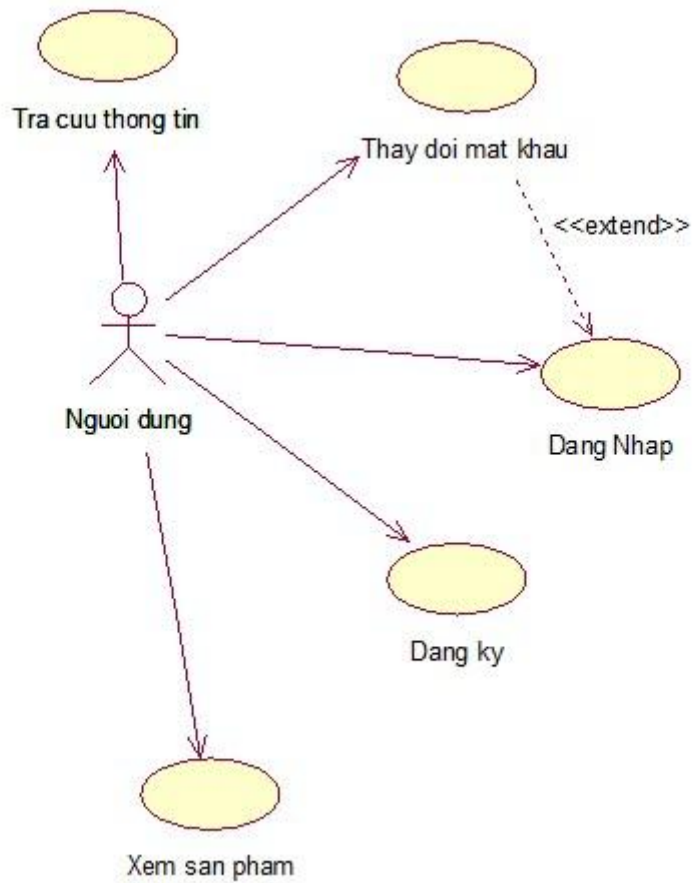 Tra cuu thong tin
Thay doi mat khau
<<extend>>
Nguoi dung
Dang Nhap
Dang ky
Xem san pham